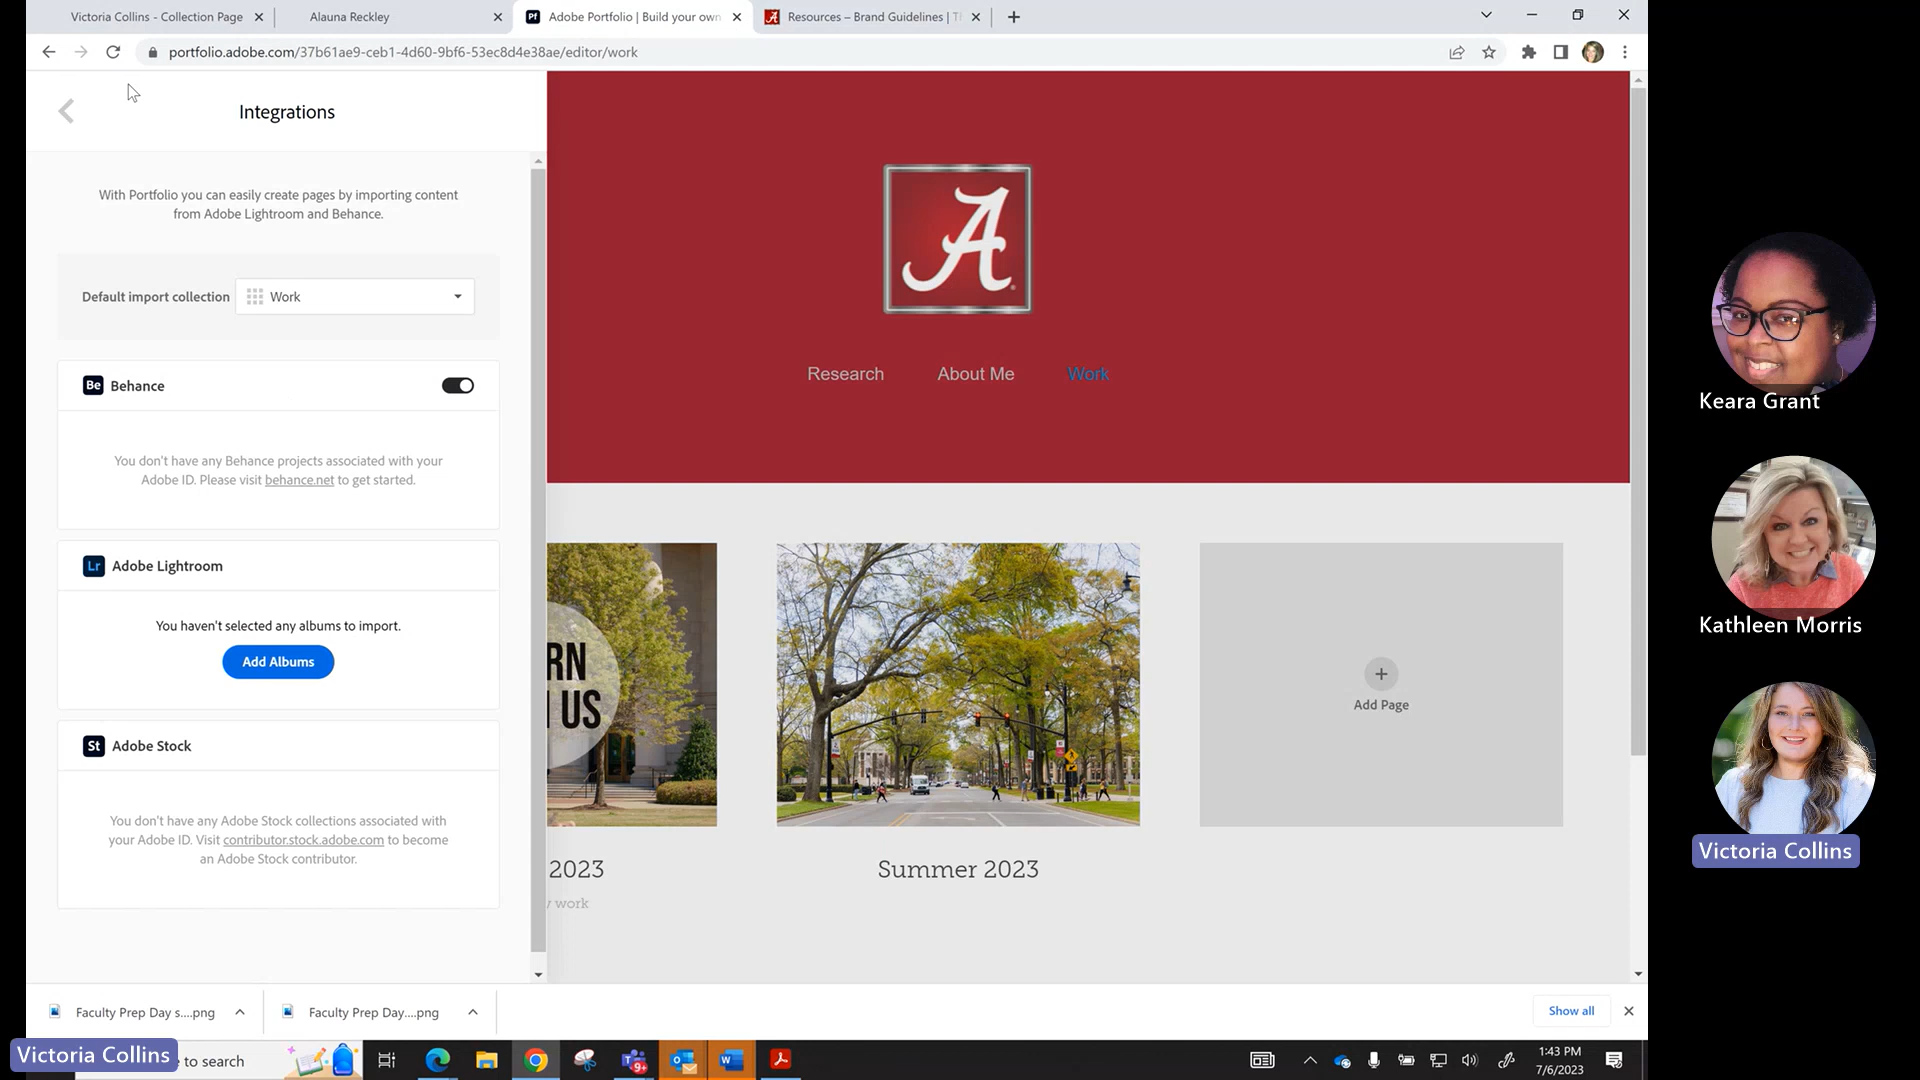 Victoria Collins - Collection Page
Alauna Reckley
Adobe Portfolio | Build your own
Resources – Brand Guidelines | T
portfolio.adobe.com/37b61ae9-ceb1-4d60-9bf6-53ec8d4e38ae/editor/work
Integrations
With Portfolio you can easily create pages by importing content
from Adobe Lightroom and Behance.
Default import collection
Work
Be Behance
You don't have any Behance projects associated with your
Adobe ID. Please visit behance.net to get started.
Lr Adobe Lightroom
You haven't selected any albums to import.
Add Albums
St Adobe Stock
You don't have any Adobe Stock collections associated with
your Adobe ID. Visit contributor.stock.adobe.com to become
an Adobe Stock contributor.
A
Research
About Me
Work
RN
US
2023
work
Summer 2023
Add Page
Keara Grant
Kathleen Morris
Victoria Collins
Faculty Prep Day s....png
Faculty Prep Day....png
Show all
Victoria Collins
e to search
9+
1:43 PM
7/6/2023